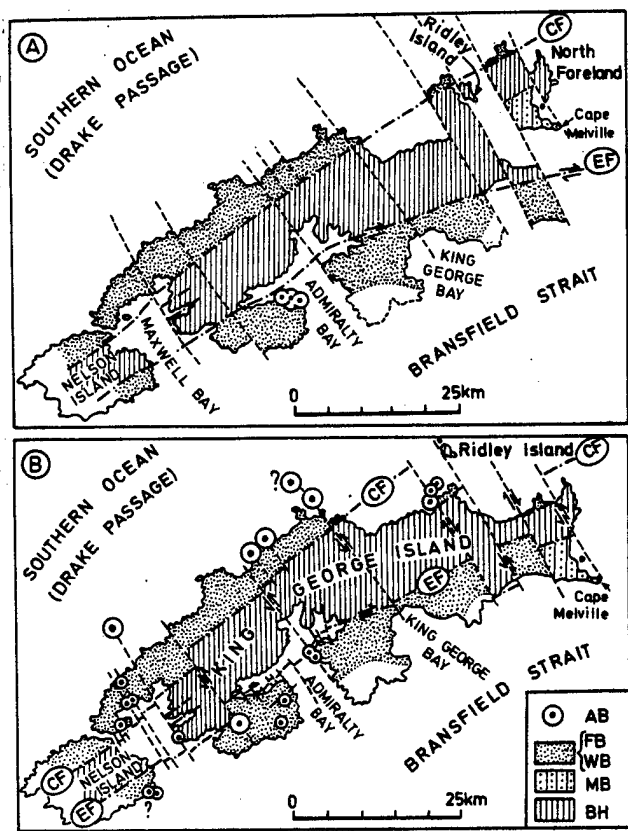 A
SOUTHERN OCEAN
(DRAKE PASSAGE)
Ridley
Island
CF
North
Foreland
Cape
Melville
EF
KING
GEORGE
BAY
BRANSFIELD STRAIT
ADMIRALTY
BAY
MAXWELL BAY
NELSON
ISLAND
0 25km
B
SOUTHERN OCEAN
(DRAKE PASSAGE)
?
CF
Ridley Island
CF
KING GEORGE ISLAND
EF
Cape
Melville
KING GEORGE
BAY
BRANSFIELD STRAIT
ADMIRALTY
BAY
CF
NELSON
ISLAND
EF
?
0 25km
AB
FB
WB
MB
BH